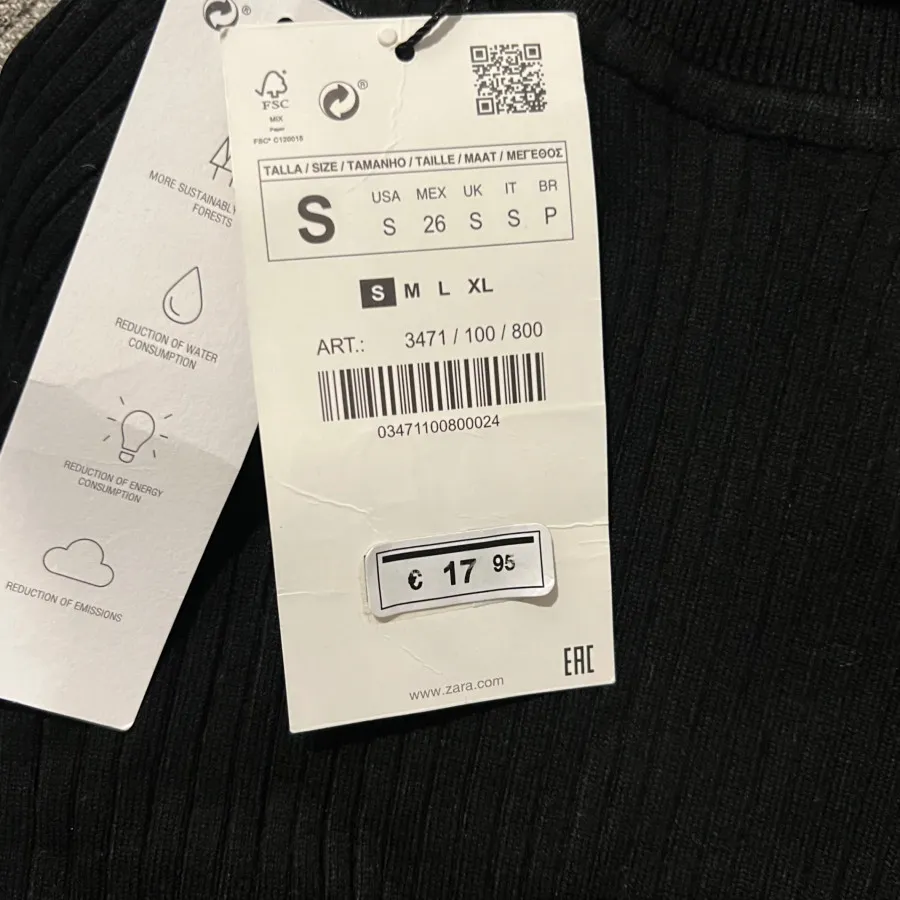 ®
MORE SUSTAINABLY
FORESTS
REDUCTION OF WATER
CONSUMPTION
REDUCTION OF ENERGY
CONSUMPTION
REDUCTION OF EMISSIONS
FSC
MIX
Paper
FSC® C120015
®
TALLA / SIZE / TAMANHO / TAILLE / MAAT / ΜΕΓΕΘΟΣ
S
USA MEX UK IT BR
S 26 S S P
S M L XL
ART.: 3471 / 100 / 800
03471100800024
€ 17 95
www.zara.com
EAC